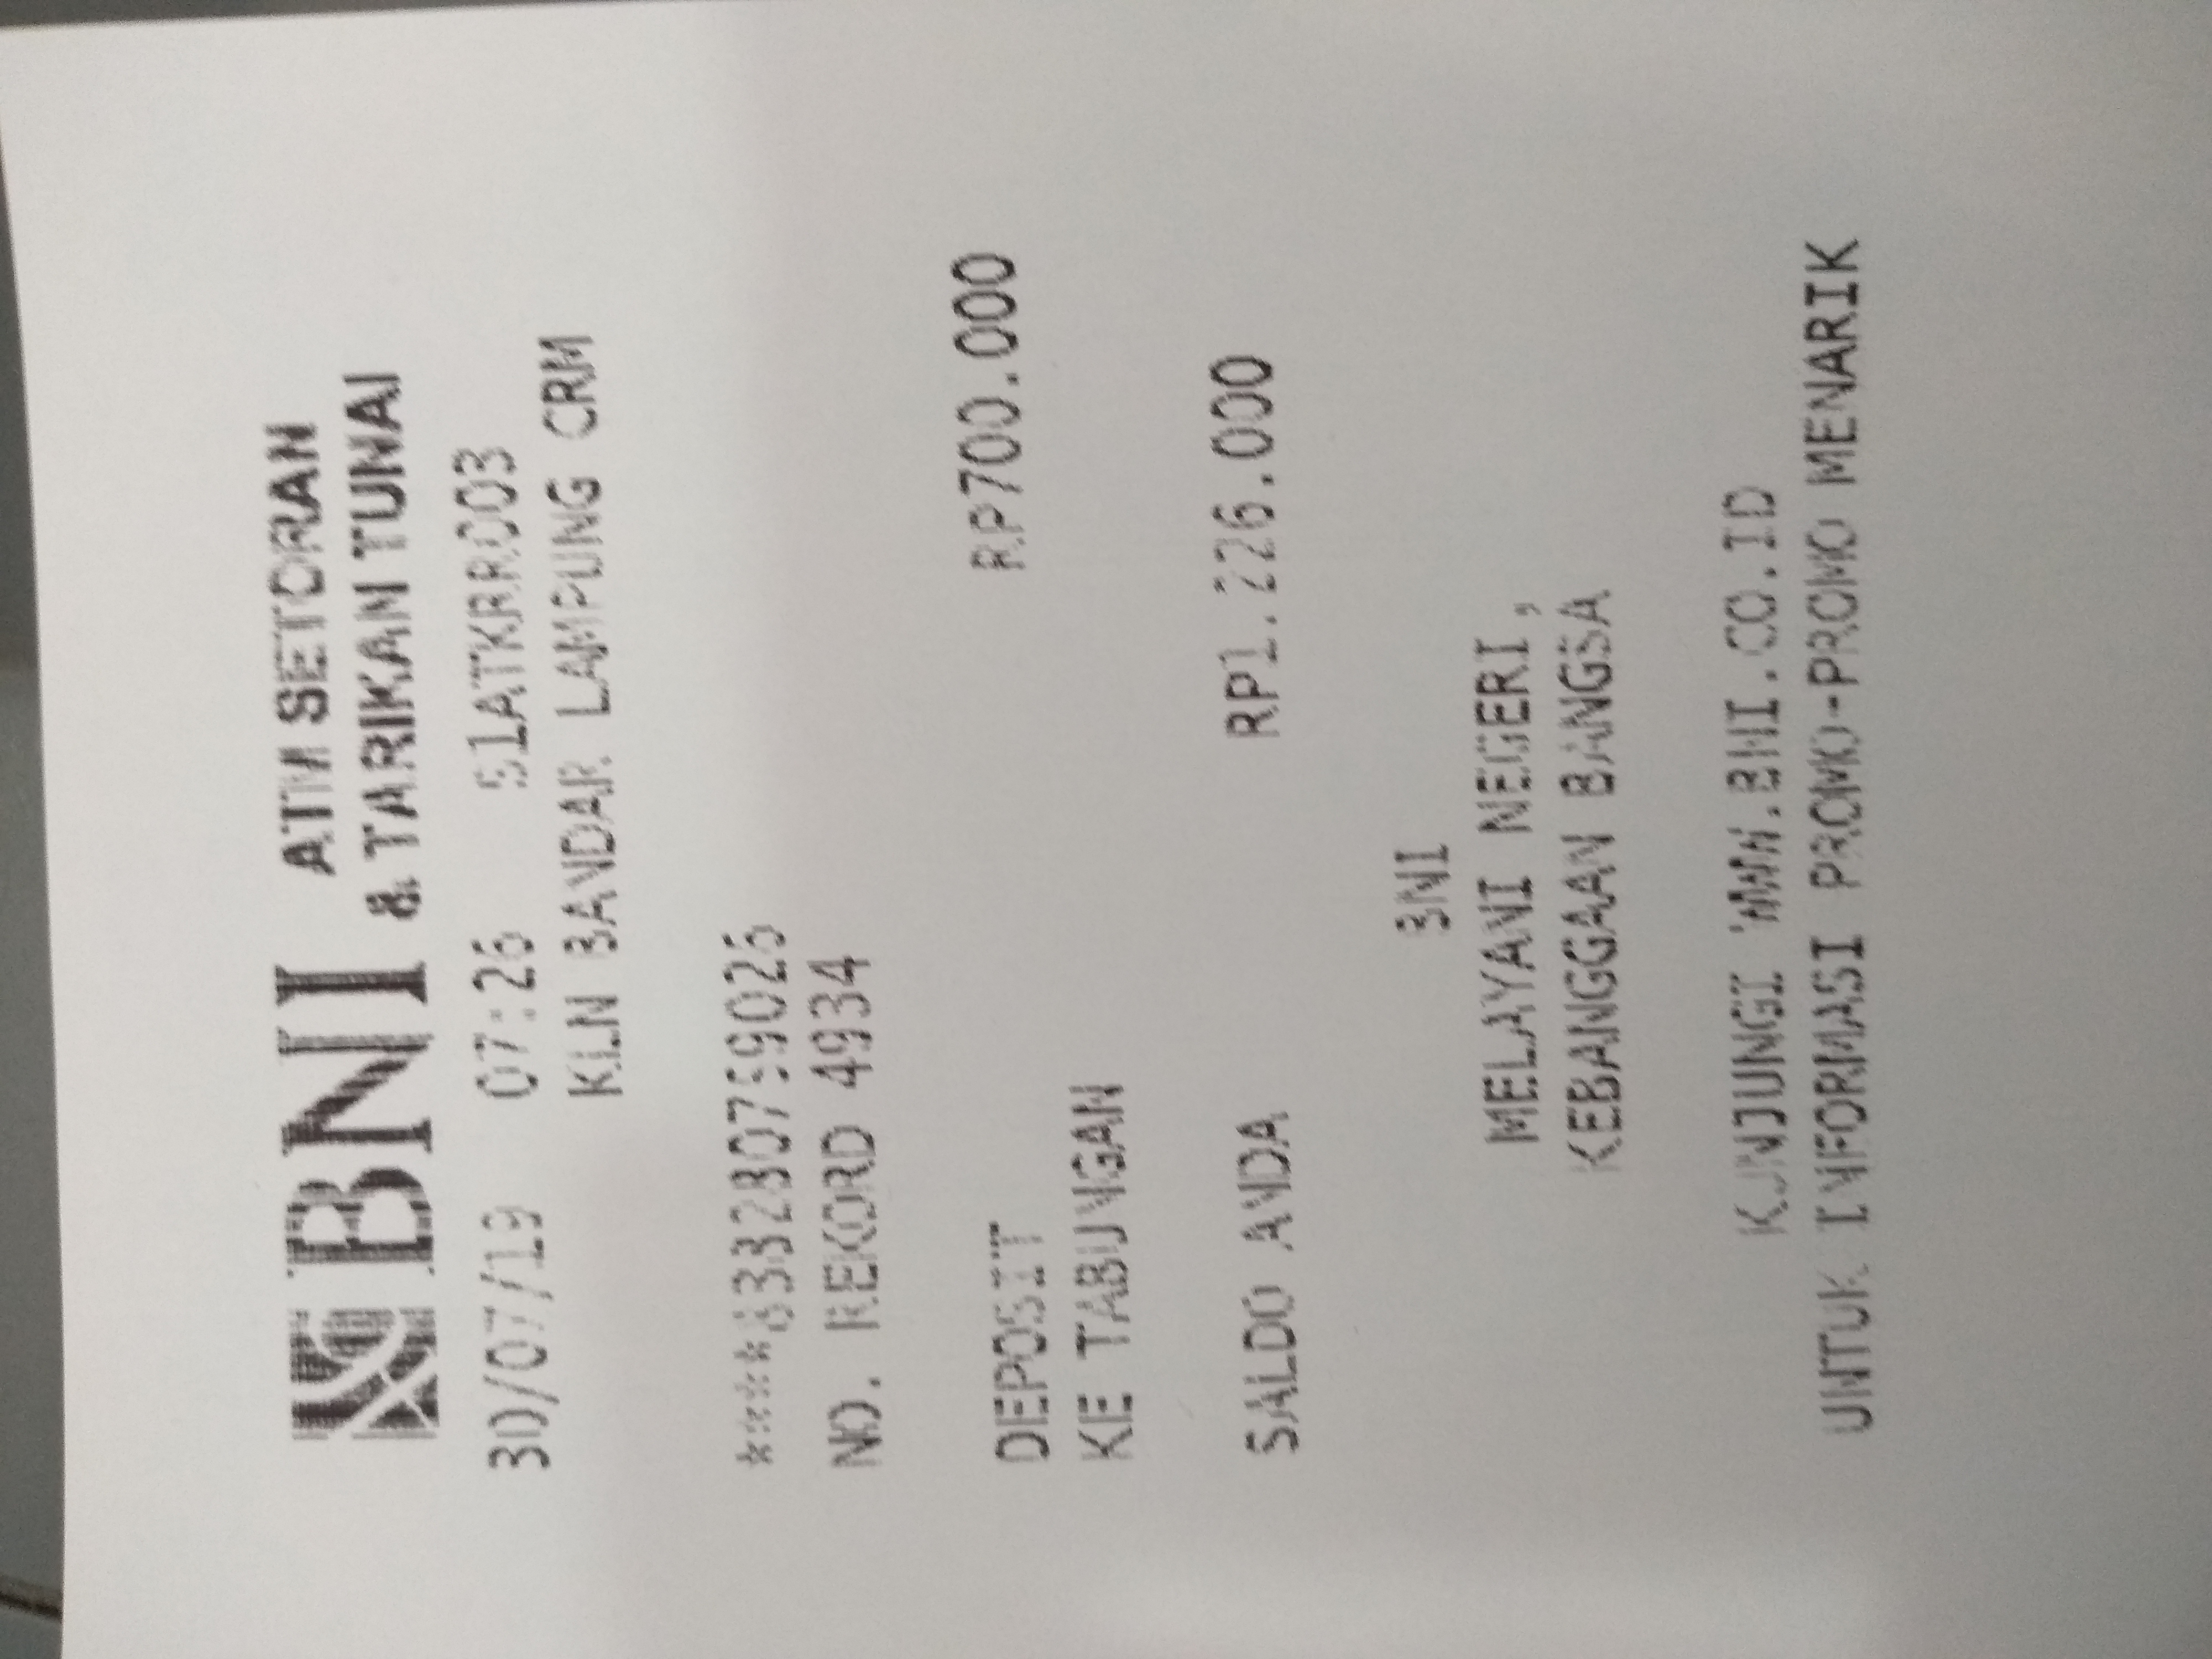 BNI ATM SETORAN
& TARIKAN TUNAI
30/07/19 07:26 S1ATKRR003
KLN BANDAR LAMPUNG CRM
NO. REKORD 4934
DEPOSIT RP700.000
KE TABUNGAN
SALDO ANDA RP1.226.000
BNI
MELAYANI NEGERI,
KEBANGGAAN BANGSA
KUNJUNGI WWW.BNI.CO.ID
UNTUK INFORMASI PROMO-PROMO MENARIK